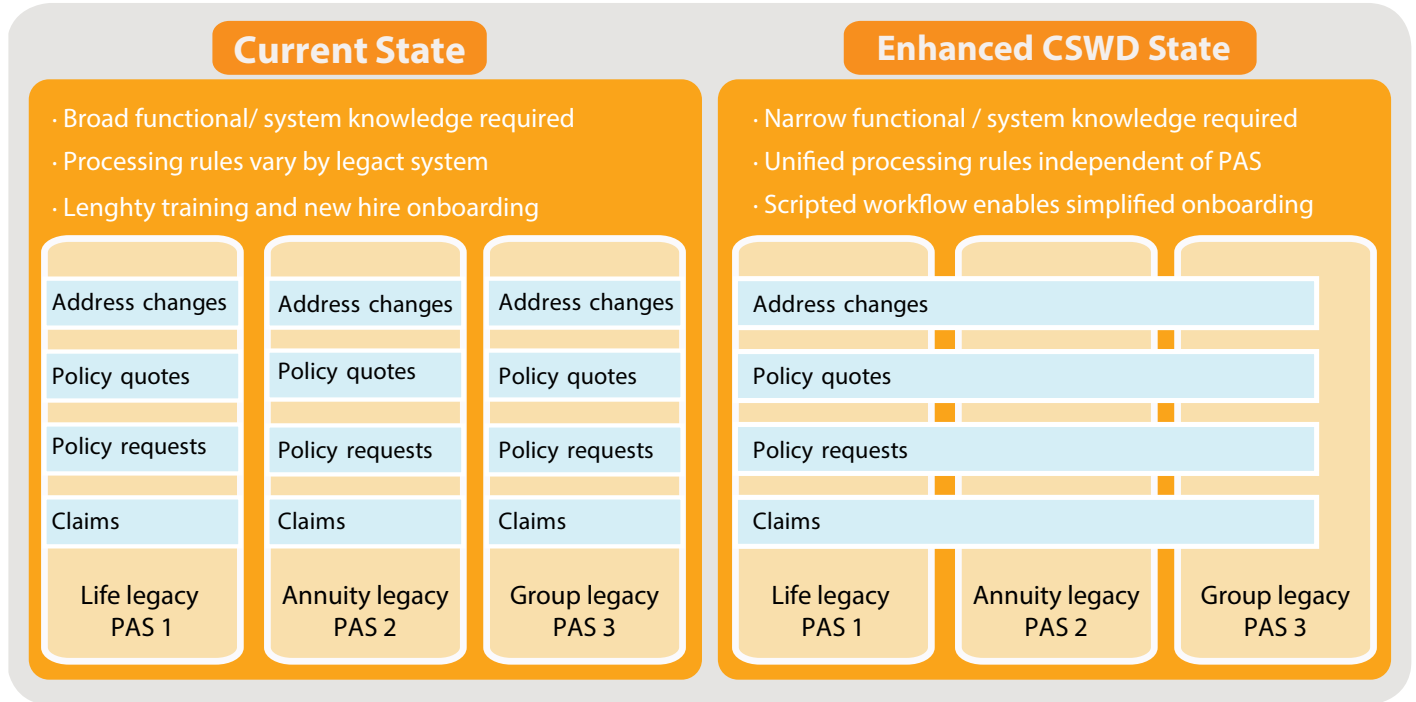 Current State
· Broad functional/ system knowledge required
· Processing rules vary by legact system
· Lenghty training and new hire onboarding
Address changes
Policy quotes
Policy requests
Claims
Life legacy
PAS 1
Address changes
Policy quotes
Policy requests
Claims
Annuity legacy
PAS 2
Address changes
Policy quotes
Policy requests
Claims
Group legacy
PAS 3
Enhanced CSWD State
· Narrow functional / system knowledge required
· Unified processing rules independent of PAS
· Scripted workflow enables simplified onboarding
Address changes
Policy quotes
Policy requests
Claims
Life legacy
PAS 1
Annuity legacy
PAS 2
Group legacy
PAS 3